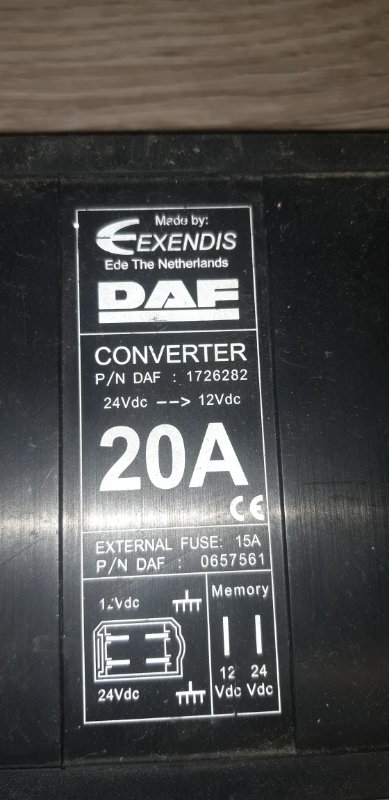 Made by:
EXENDIS
Ede The Netherlands
DAF
CONVERTER
P/N DAF : 1726282
24Vdc --> 12Vdc
20A
CE
EXTERNAL FUSE: 15A
P/N DAF : 0657561
12Vdc
24Vdc
Memory
12 24
Vdc Vdc